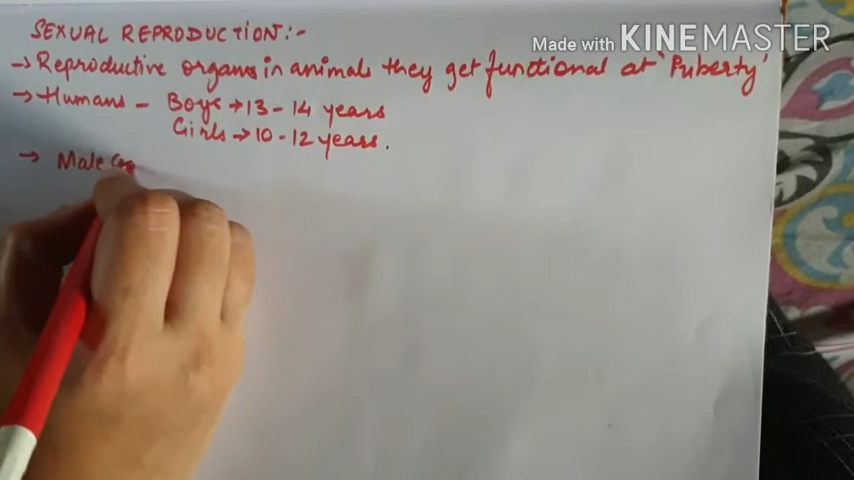 SEXUAL REPRODUCTION:-
Made with KINEMASTER
→ Reproductive organs in animals they get functional at 'Puberty'
→ Humans - Boys → 13-14 years
Girls → 10-12 years.
→ Male